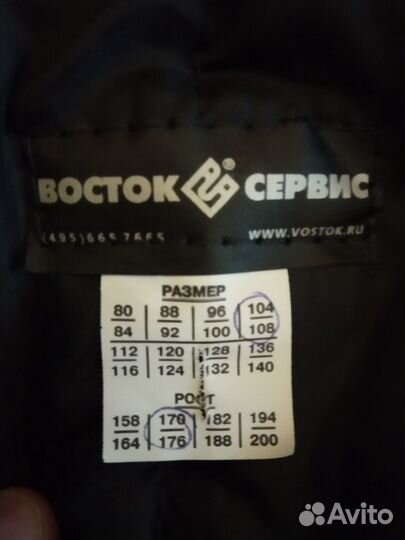 ВОСТОК СЕРВИС
(495)665 7665 WWW.VOSTOK.RU
РАЗМЕР
80 88 96 104
84 92 100 108
112 120 128 136
116 124 132 140
РОСТ
158 170 182 194
164 176 188 200
Avito